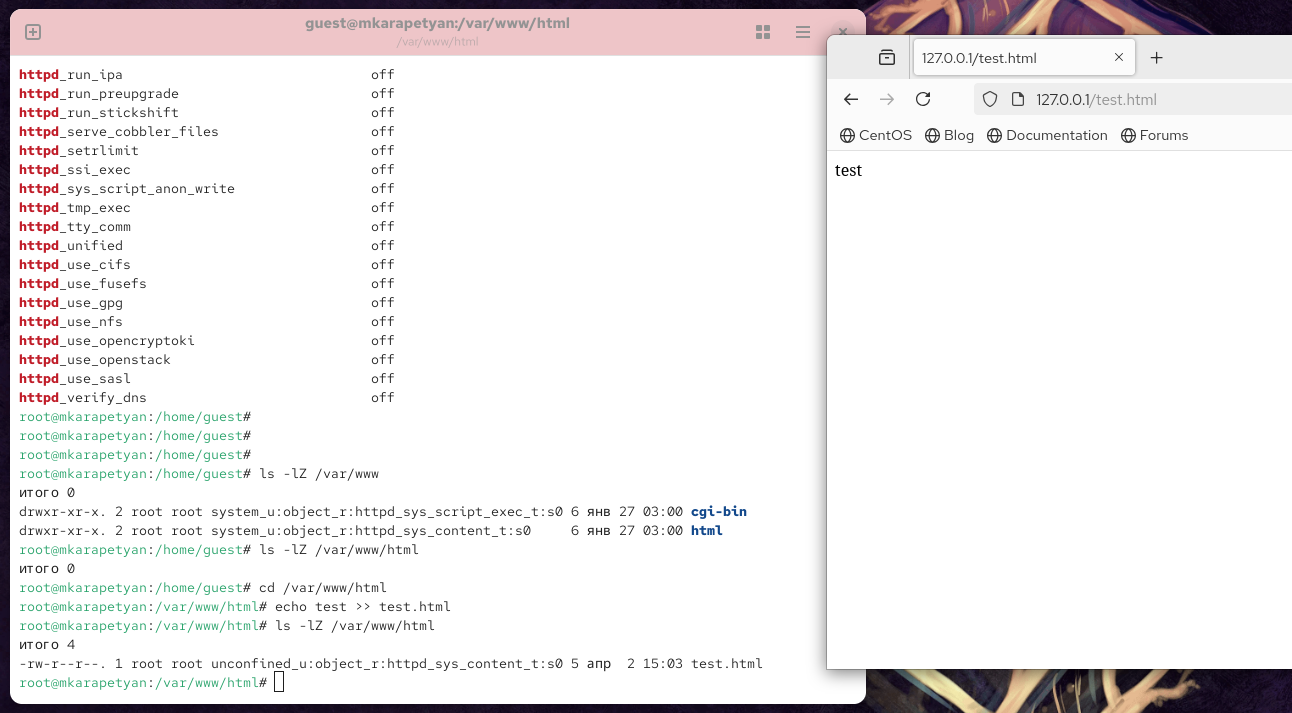 guest@mkarapetyan:/var/www/html
/var/www/html
httpd_run_ipa off
httpd_run_preupgrade off
httpd_run_stickshift off
httpd_serve_cobbler_files off
httpd_setrlimit off
httpd_ssi_exec off
httpd_sys_script_anon_write off
httpd_tmp_exec off
httpd_tty_comm off
httpd_unified off
httpd_use_cifs off
httpd_use_fusefs off
httpd_use_gpg off
httpd_use_nfs off
httpd_use_opencryptoki off
httpd_use_openstack off
httpd_use_sasl off
httpd_verify_dns off
root@mkarapetyan:/home/guest#
root@mkarapetyan:/home/guest#
root@mkarapetyan:/home/guest#
root@mkarapetyan:/home/guest# ls -lZ /var/www
итого 0
drwxr-xr-x. 2 root root system_u:object_r:httpd_sys_script_exec_t:s0 6 янв 27 03:00 cgi-bin
drwxr-xr-x. 2 root root system_u:object_r:httpd_sys_content_t:s0 6 янв 27 03:00 html
root@mkarapetyan:/home/guest# ls -lZ /var/www/html
итого 0
root@mkarapetyan:/home/guest# cd /var/www/html
root@mkarapetyan:/var/www/html# echo test >> test.html
root@mkarapetyan:/var/www/html# ls -lZ /var/www/html
итого 4
-rw-r--r--. 1 root root unconfined_u:object_r:httpd_sys_content_t:s0 5 апр 2 15:03 test.html
root@mkarapetyan:/var/www/html#
127.0.0.1/test.html
127.0.0.1/test.html
CentOS Blog Documentation Forums
test